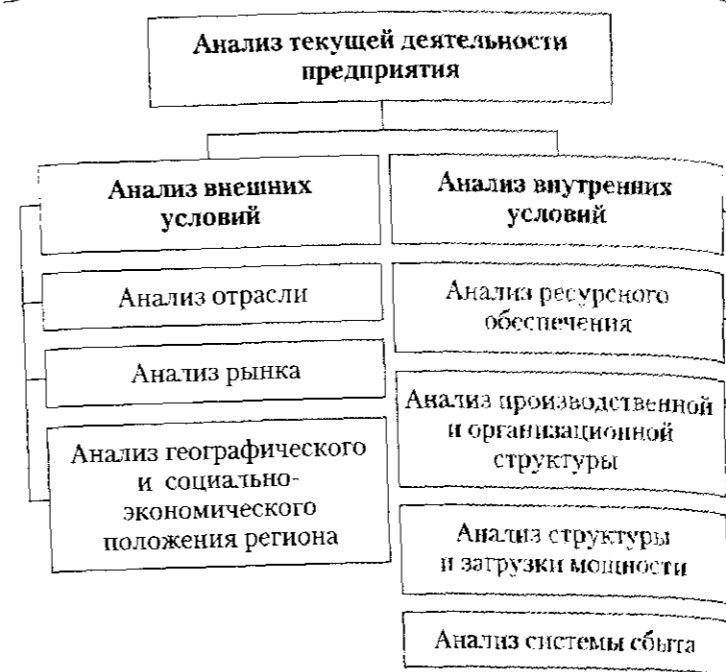 Анализ текущей деятельности
предприятия
Анализ внешних
условий
Анализ отрасли
Анализ рынка
Анализ географического
и социально-
экономического
положения региона
Анализ внутренних
условий
Анализ ресурсного
обеспечения
Анализ производственной
и организационной
структуры
Анализ структуры
и загрузки мощности
Анализ системы сбыта